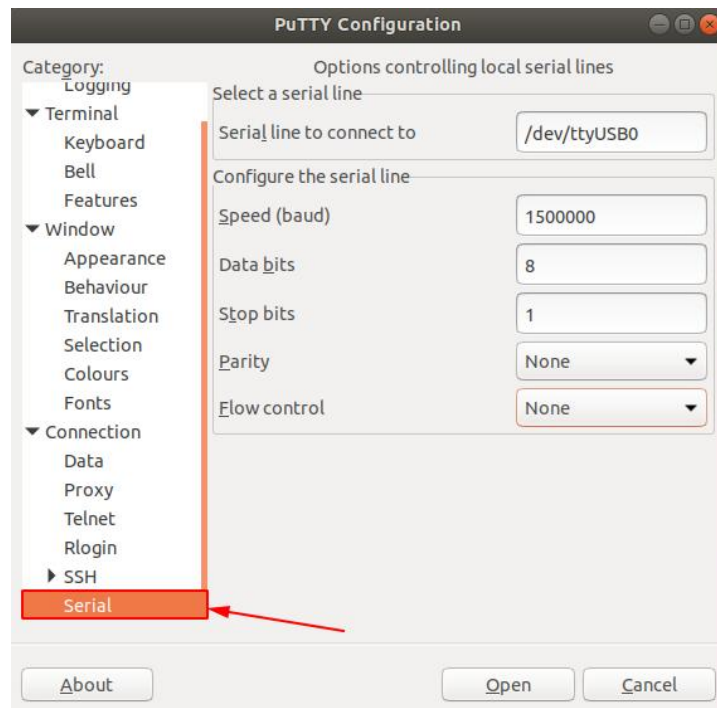 PuTTY Configuration
Category:
Logging
Terminal
Keyboard
Bell
Features
Window
Appearance
Behaviour
Translation
Selection
Colours
Fonts
Connection
Data
Proxy
Telnet
Rlogin
SSH
Serial
Options controlling local serial lines
Select a serial line
Serial line to connect to /dev/ttyUSB0
Configure the serial line
Speed (baud) 1500000
Data bits 8
Stop bits 1
Parity None
Flow control None
About Open Cancel